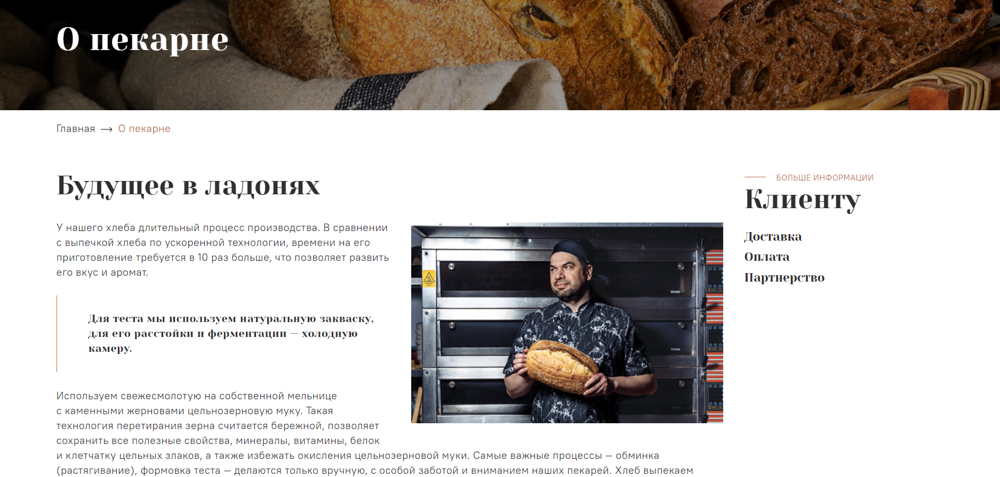 О пекарне
Главная → О пекарне
Будущее в ладонях
У нашего хлеба длительный процесс производства. В сравнении
с выпечкой хлеба по ускоренной технологии, времени на его
приготовление требуется в 10 раз больше, что позволяет развить
его вкус и аромат.
Для теста мы используем натуральную закваску,
для его расстойки и ферментации — холодную
камеру.
Используем свежесмолотую на собственной мельнице
с каменными жерновами цельнозерновую муку. Такая
технология перетирания зерна считается бережной, позволяет
сохранить все полезные свойства, минералы, витамины, белок
и клетчатку цельных злаков, а также избежать окисления цельнозерновой муки. Самые важные процессы — обминка
(растягивание), формовка теста — делаются только вручную, с особой заботой и вниманием наших пекарей. Хлеб выпекаем
БОЛЬШЕ ИНФОРМАЦИИ
Клиенту
Доставка
Оплата
Партнерство